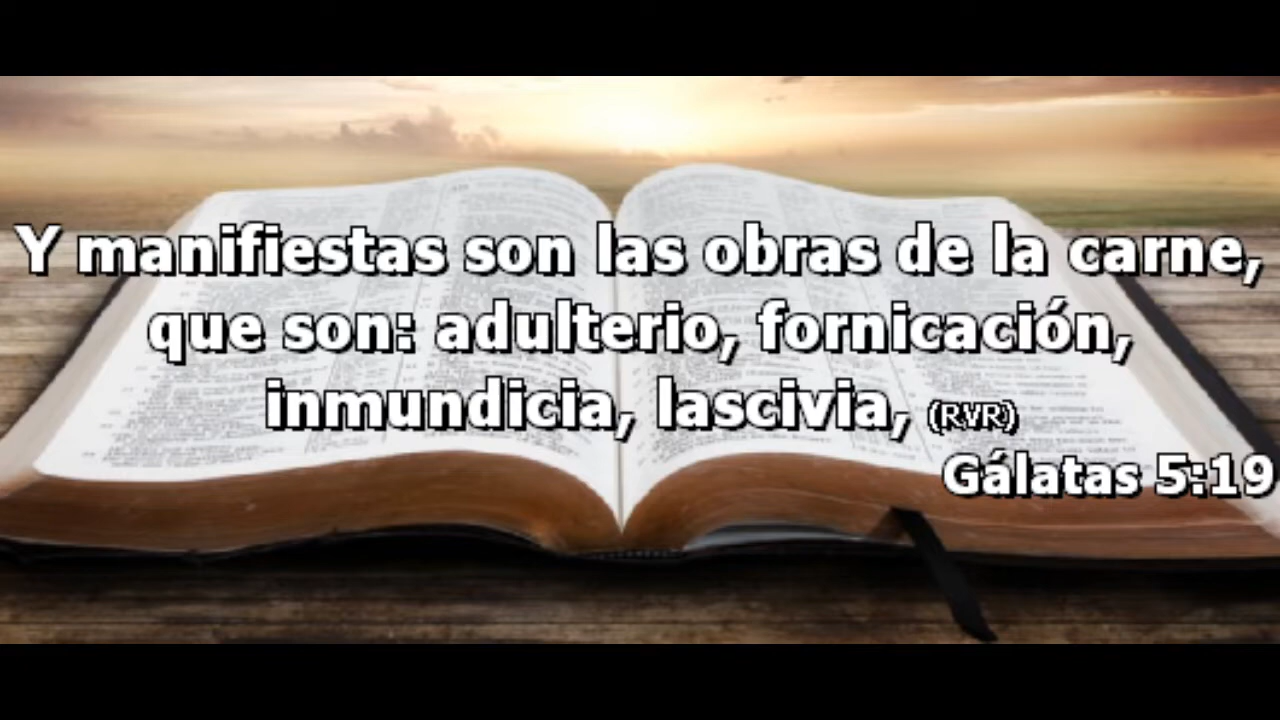 Y manifiestas son las obras de la carne,
que son: adulterio, fornicación,
inmundicia, lascivia, (RVR)
Gálatas 5:19